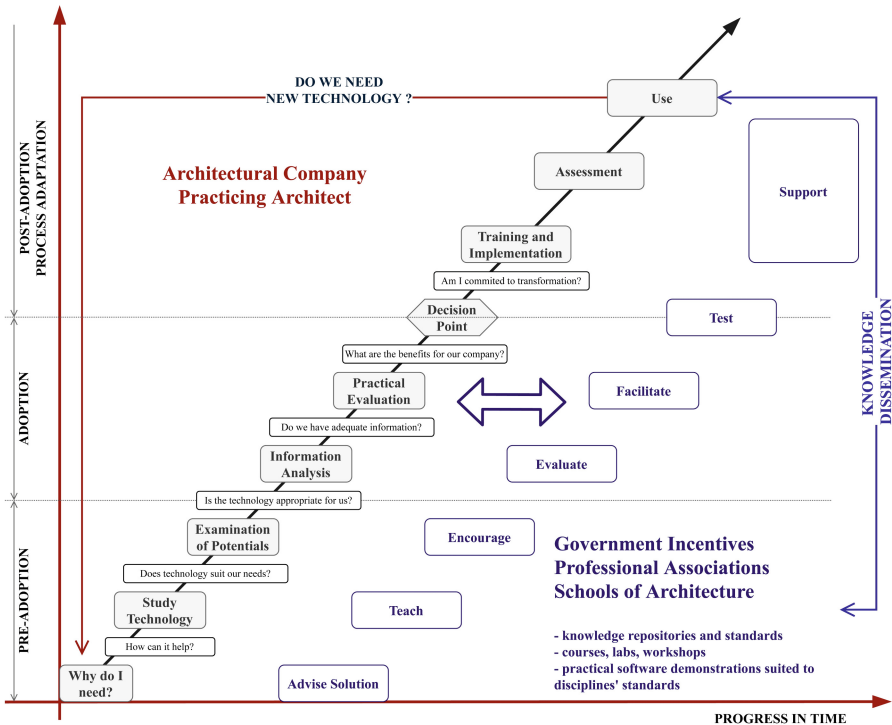 DO WE NEED
NEW TECHNOLOGY ?
Use
Architectural Company
Practicing Architect
Assessment
Support
POST-ADOPTION
PROCESS ADAPTATION
Training and
Implementation
Am I commited to transformation?
Decision
Point
Test
What are the benefits for our company?
KNOWLEDGE
DISSEMINATION
ADOPTION
Practical
Evaluation
Facilitate
Do we have adequate information?
Information
Analysis
Evaluate
Is the technology appropriate for us?
Examination
of Potentials
Encourage
Government Incentives
Professional Associations
Schools of Architecture
Does technology suit our needs?
PRE-ADOPTION
Study
Technology
Teach
- knowledge repositories and standards
- courses, labs, workshops
- practical software demonstrations suited to
disciplines' standards
How can it help?
Why do I
need?
Advise Solution
PROGRESS IN TIME